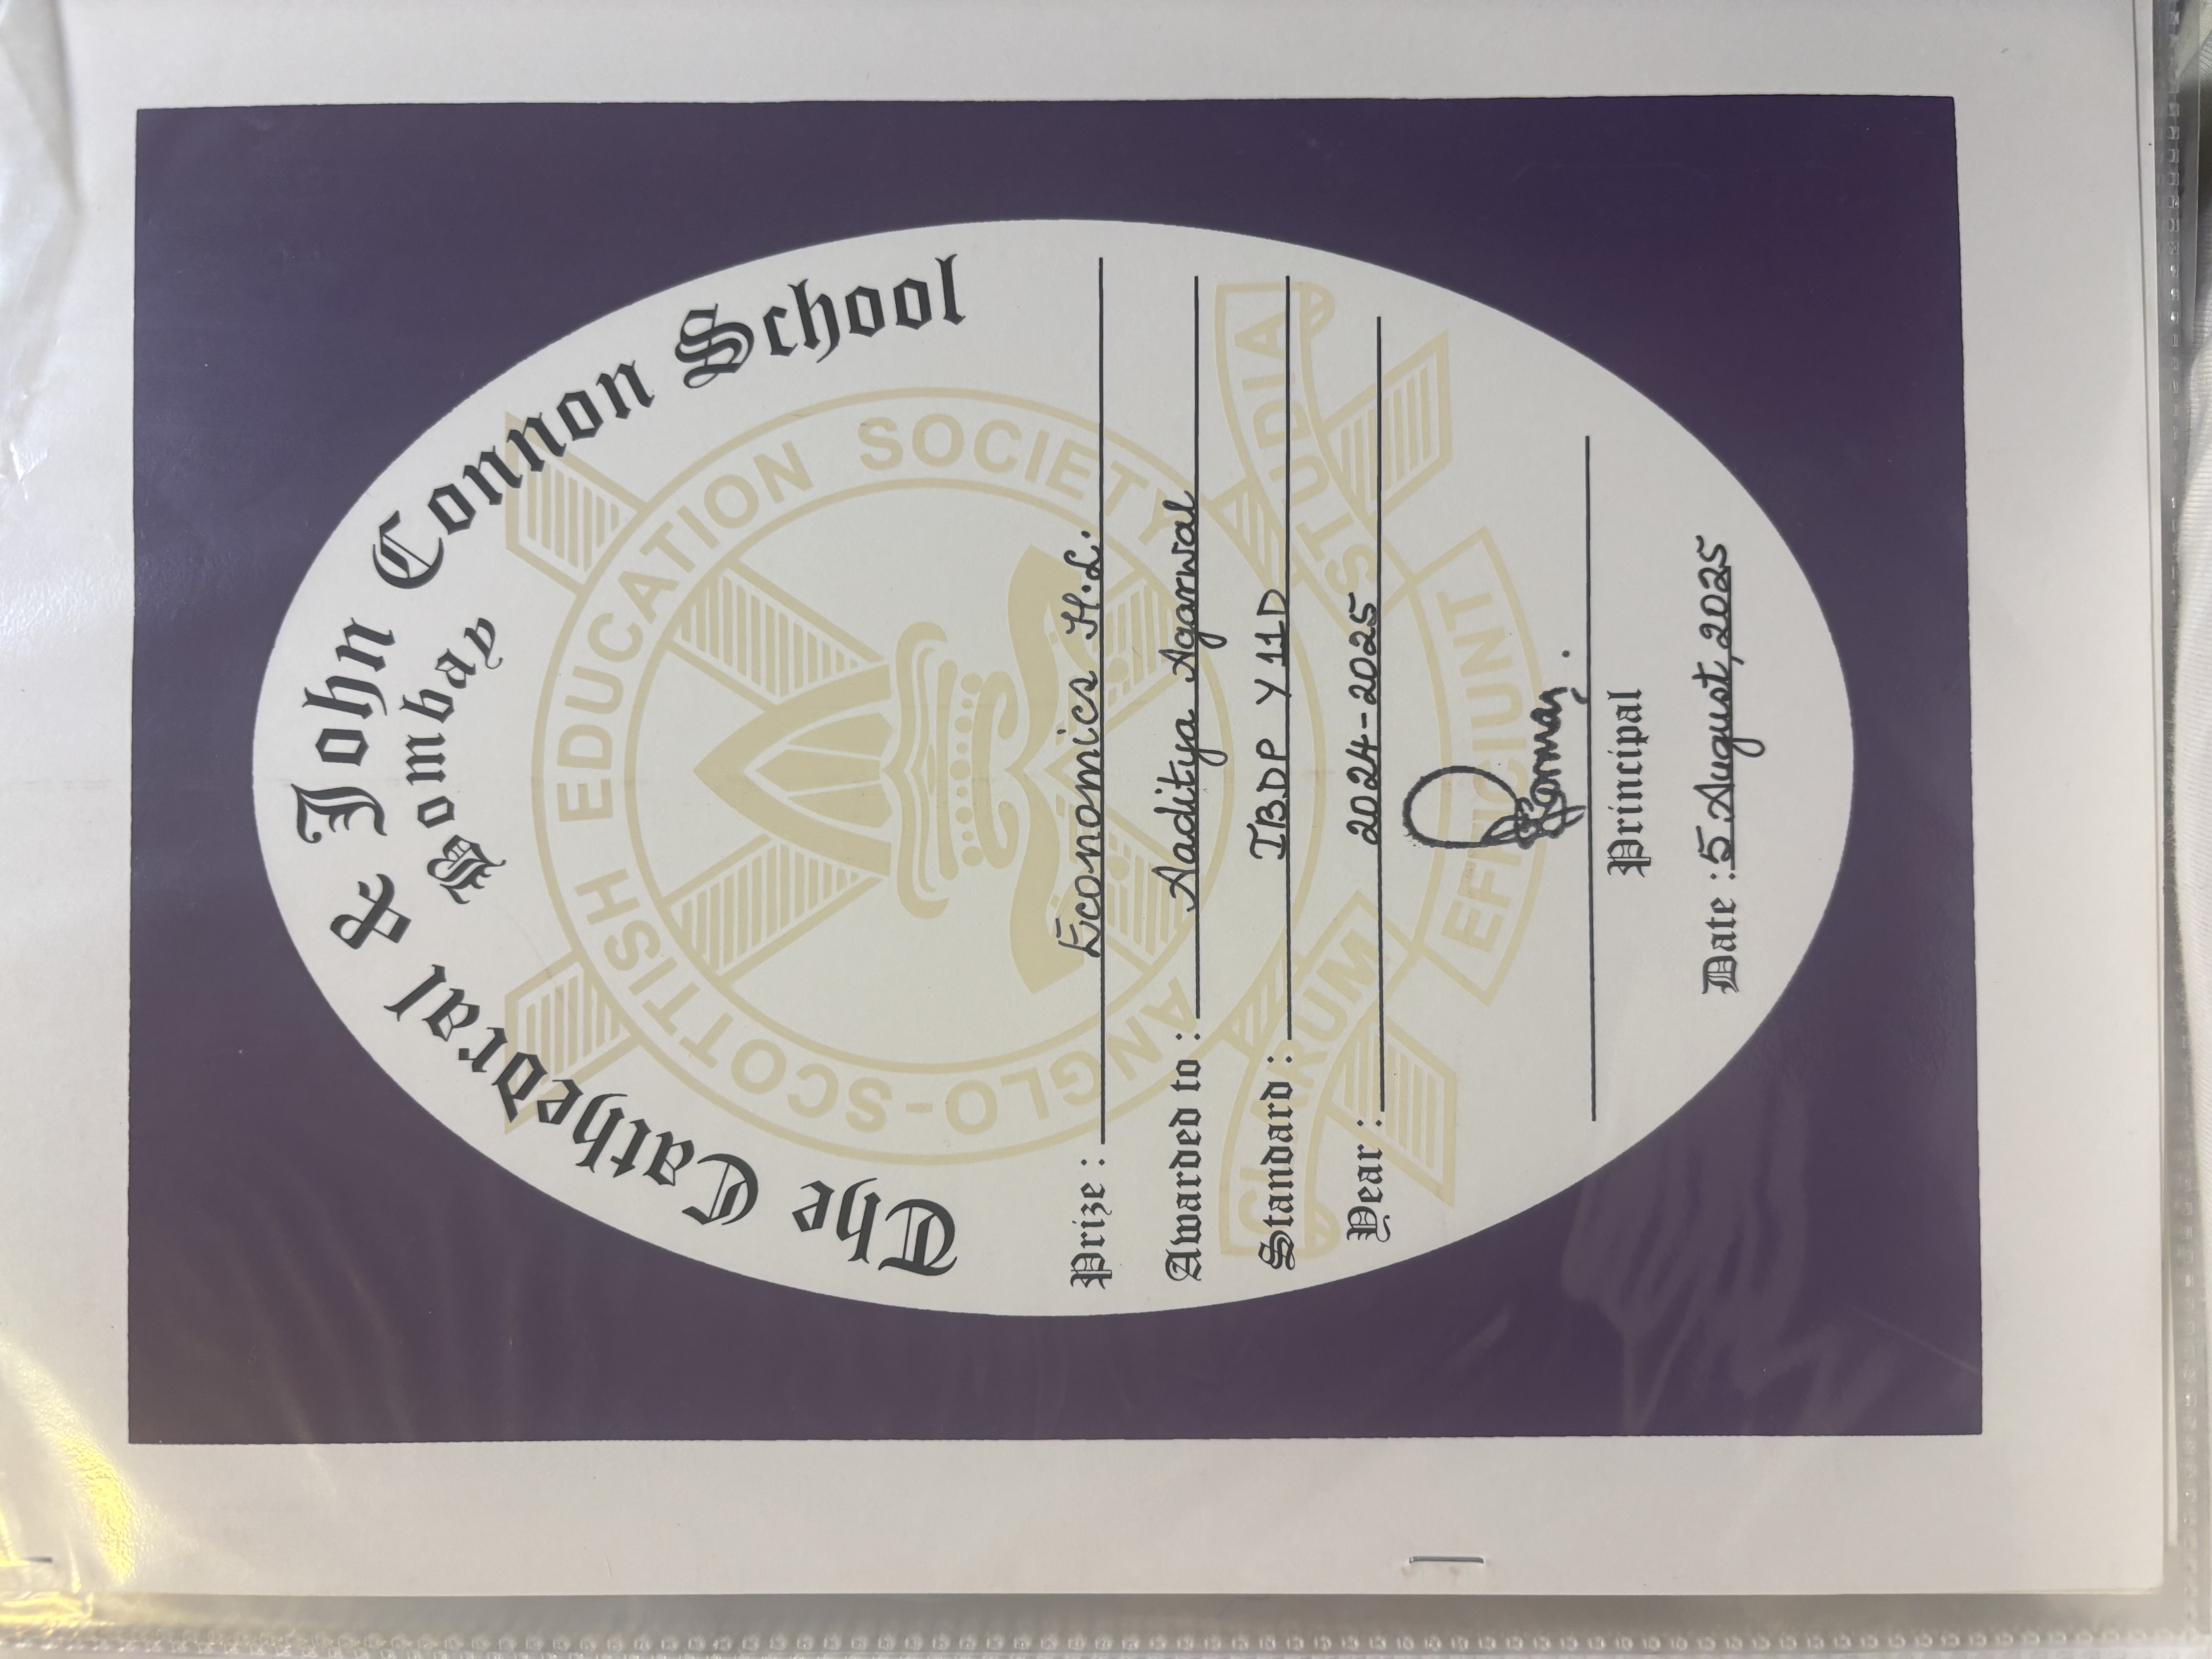 The Cathedral & John Connon School
Bombay
ANGLO-SCOTTISH EDUCATION SOCIETY
Prize : Economics H.L.
Awarded to : Aaditya Agarwal
Standard : IBDP Y11D
Year : 2024-2025
CLARUM EFFICIUNT STUDIA
Principal
Date : 5 August, 2025